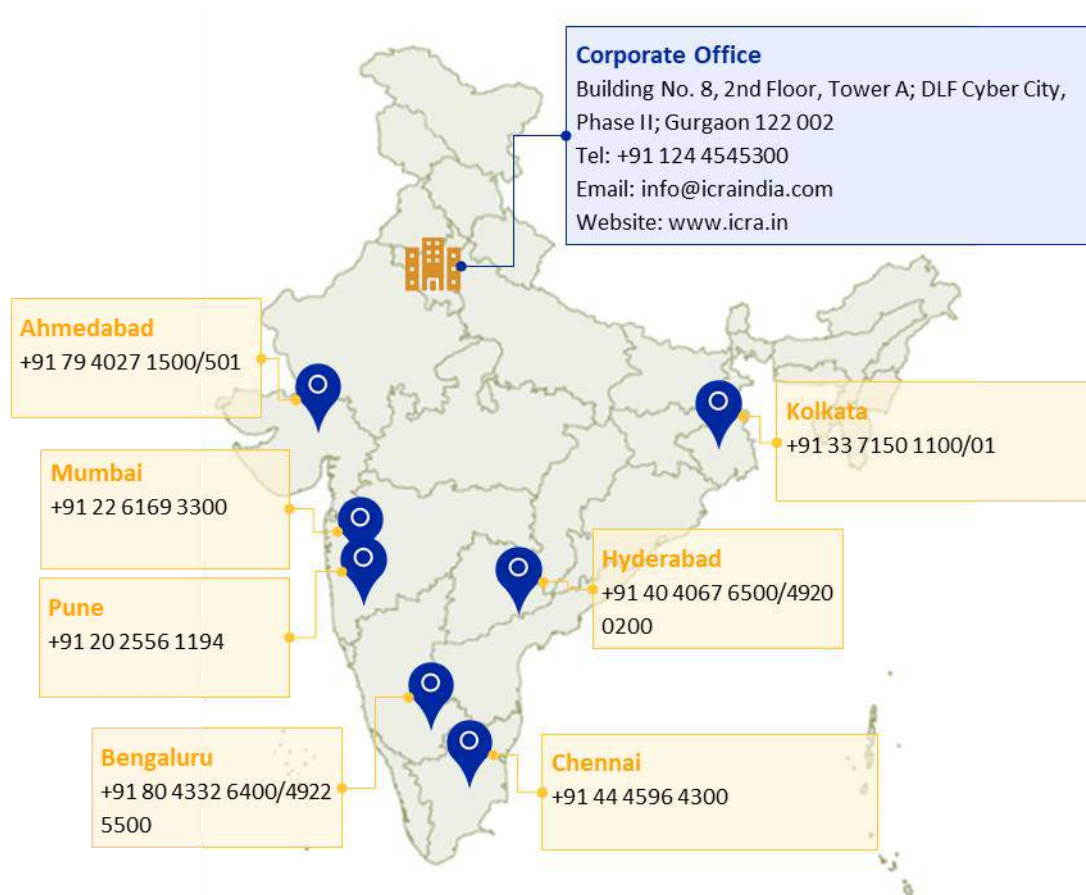 Corporate Office
Building No. 8, 2nd Floor, Tower A; DLF Cyber City,
Phase II; Gurgaon 122 002
Tel: +91 124 4545300
Email: info@icraindia.com
Website: www.icra.in
Ahmedabad
+91 79 4027 1500/501
Kolkata
+91 33 7150 1100/01
Mumbai
+91 22 6169 3300
Hyderabad
+91 40 4067 6500/4920
0200
Pune
+91 20 2556 1194
Bengaluru
+91 80 4332 6400/4922
5500
Chennai
+91 44 4596 4300